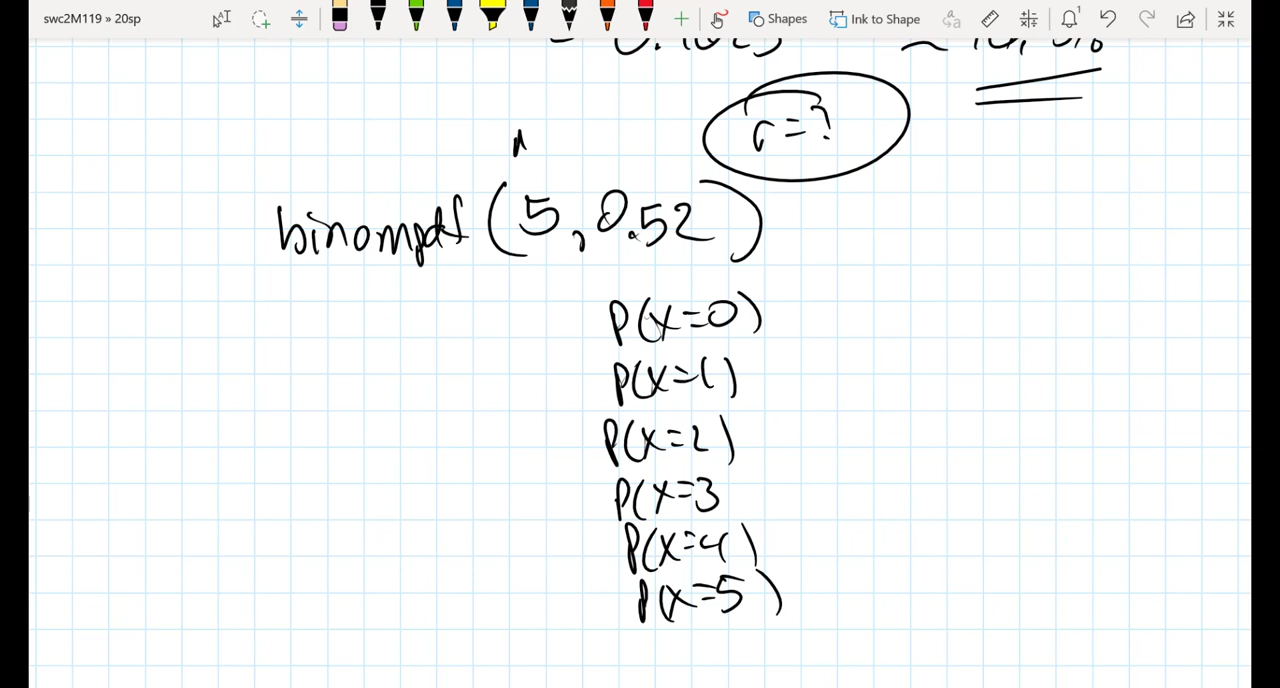 swc2M119 » 20sp
Shapes
Ink to Shape
r=?
n
binompdf (5, 0.52)
P(x=0)
P(x=1)
P(x=2)
P(x=3
P(x=4)
P(x=5)